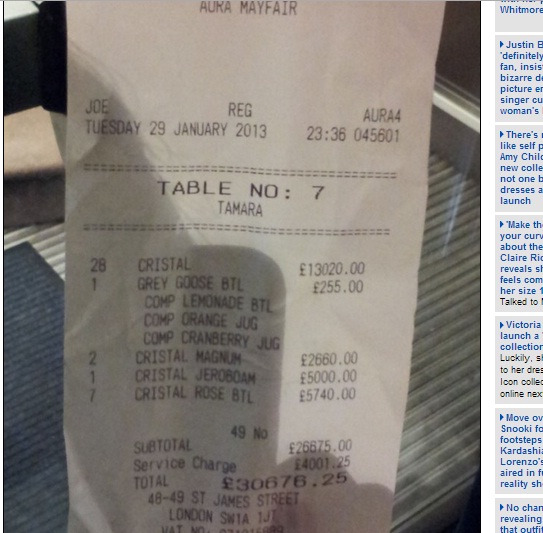 AURA MAYFAIR
JOE REG AURA4
TUESDAY 29 JANUARY 2013 23:36 045601
TABLE NO: 7
TAMARA
28 CRISTAL £13020.00
1 GREY GOOSE BTL £255.00
COMP LEMONADE BTL
COMP ORANGE JUG
COMP CRANBERRY JUG
2 CRISTAL MAGNUM £2660.00
1 CRISTAL JEROBOAM £5000.00
7 CRISTAL ROSE BTL £5740.00
49 No
SUBTOTAL £26675.00
Service Charge £4001.25
TOTAL £30676.25
48-49 ST JAMES STREET
LONDON SW1A 1JT
VAT NO:
Whitmore
Justin B
'definitely
fan, insis
bizarre de
picture en
singer cu
woman's
There's
like self p
Amy Chil
new colle
not one b
dresses a
launch
'Make the
your curv
about the
Claire Ric
reveals sh
feels com
her size 1
Talked to
Victoria
launch a
collection
Luckily, sh
to her dres
Icon collec
online nex
Move ov
Snooki fo
footsteps
Kardashi
Lorenzo's
aired in fu
reality sh
No chan
revealing
that outfit